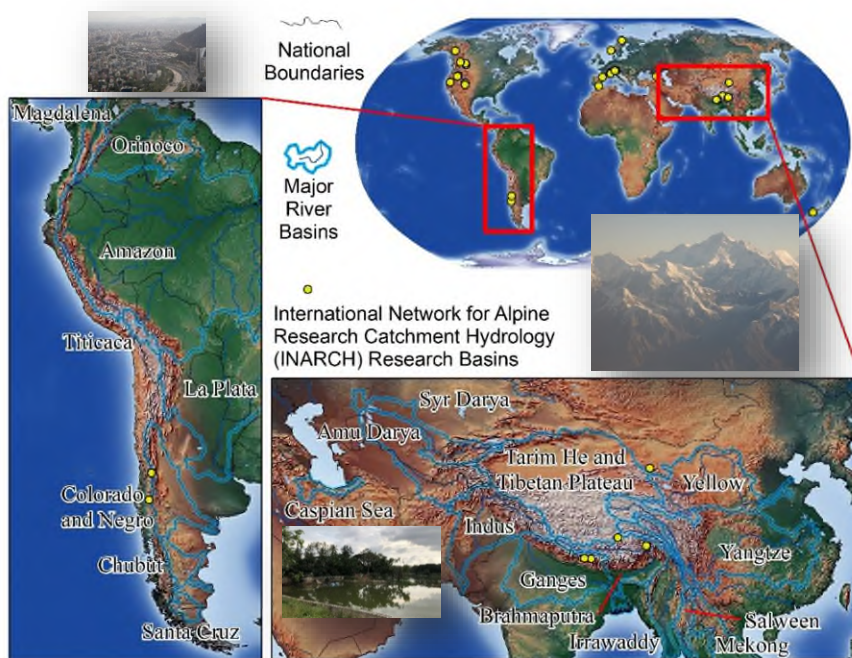 National
Boundaries
Major
River
Basins
International Network for Alpine
Research Catchment Hydrology
(INARCH) Research Basins
Magdalena
Orinoco
Amazon
Titicaca
La Plata
Colorado
and Negro
Chubut
Santa Cruz
Syr Darya
Amu Darya
Tarim He and
Tibetan Plateau
Yellow
Caspian Sea
Indus
Yangtze
Ganges
Brahmaputra
Salween
Irrawaddy
Mekong